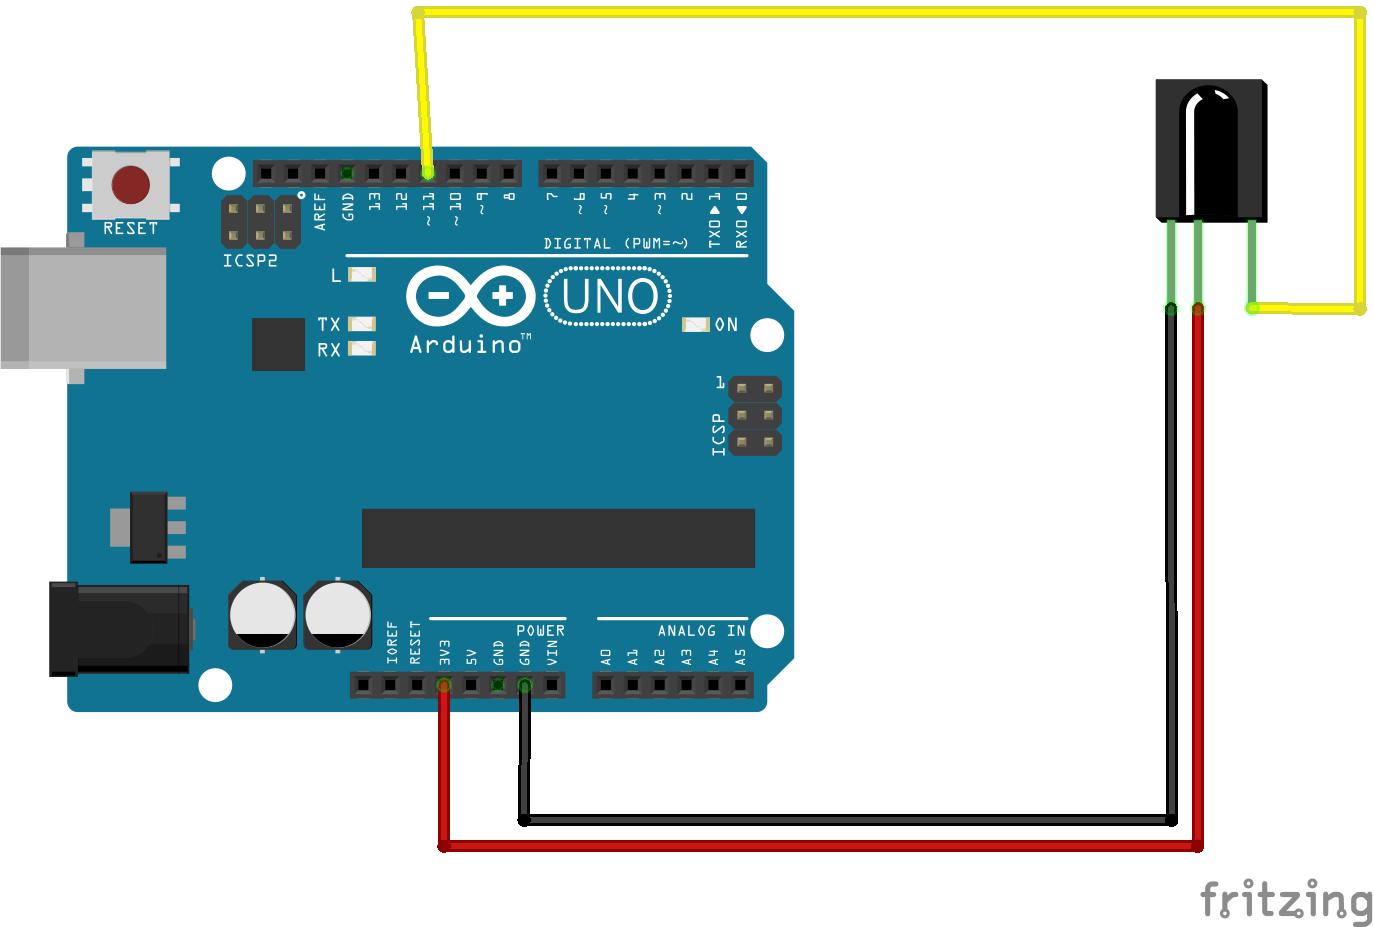 RESET
ICSP2
AREF
GND
13
12
~11
~10
~9
8
7
~6
~5
4
~3
2
TX0▶1
RX0◀0
DIGITAL (PWM=~)
L
TX
RX
UNO
Arduino™
ON
1
ICSP
POWER
ANALOG IN
IOREF
RESET
3V3
5V
GND
GND
VIN
A0
A1
A2
A3
A4
A5
fritzing